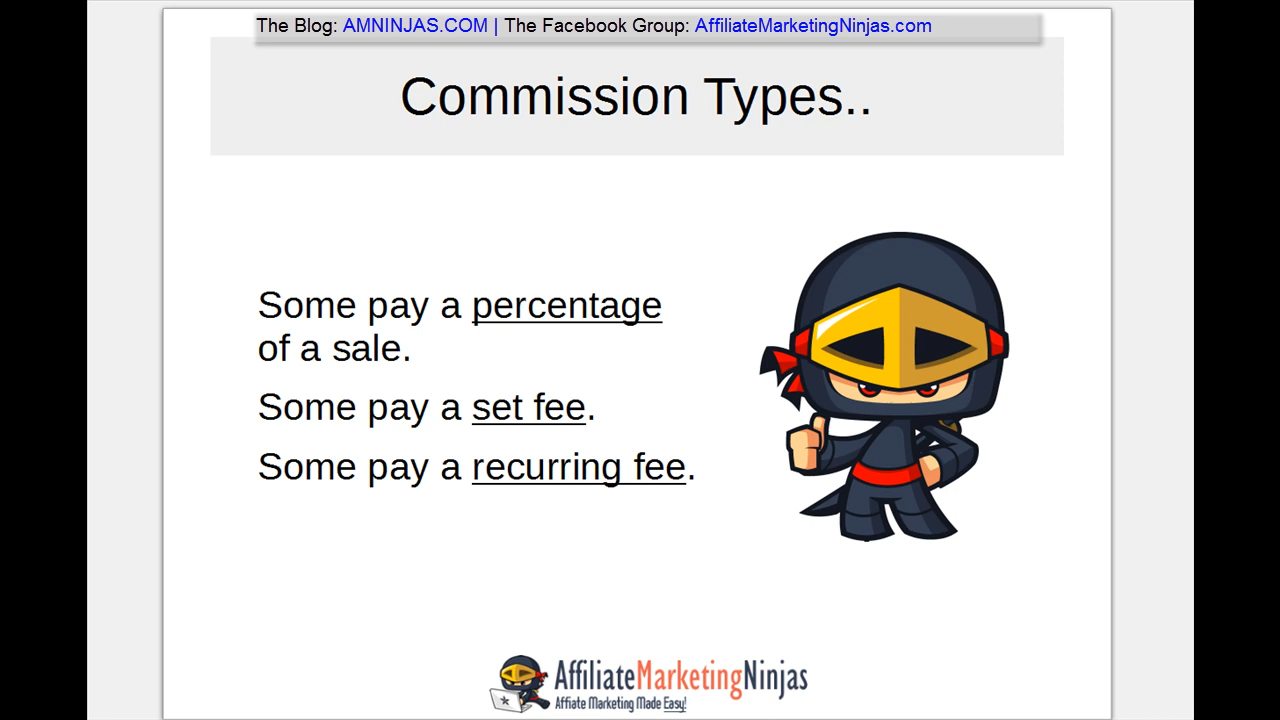 The Blog: AMNINJAS.COM | The Facebook Group: AffiliateMarketingNinjas.com
Commission Types..
Some pay a percentage
of a sale.
Some pay a set fee.
Some pay a recurring fee.
AffiliateMarketingNinjas
Affiate Marketing Made Easy!